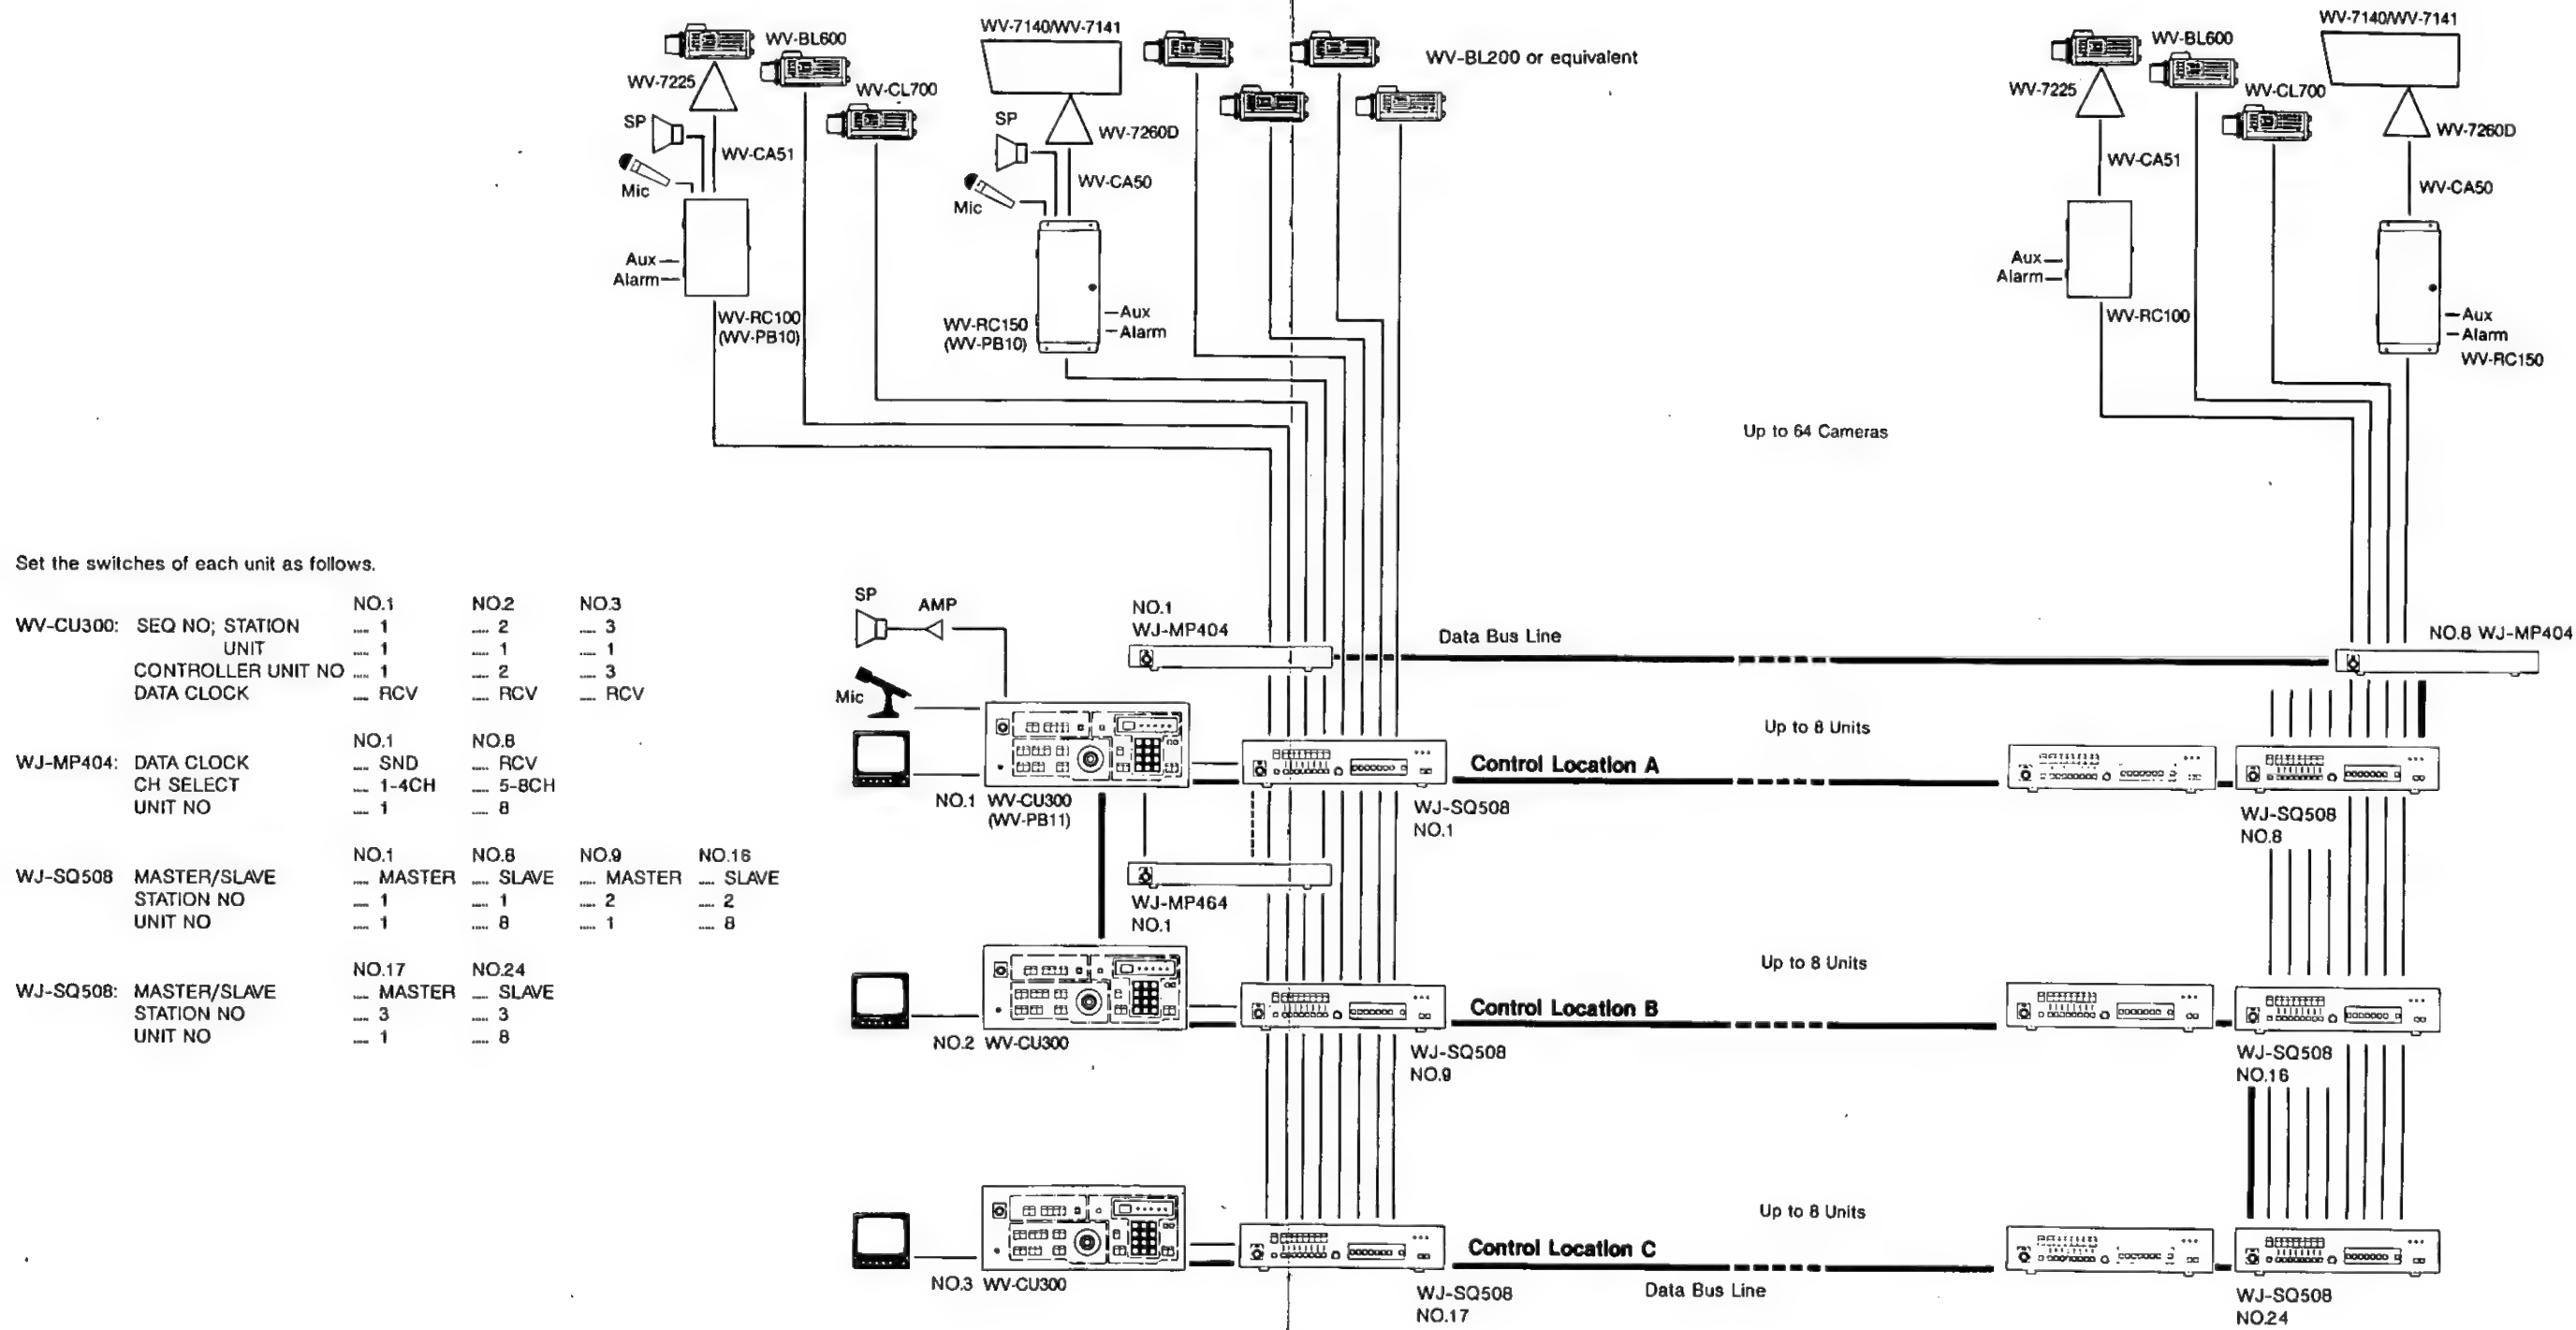 WV-7140/WV-7141
WV-BL600
WV-7225
WV-CL700
SP
WV-CA51
Mic
Aux
Alarm
WV-RC100
(WV-PB10)
SP
WV-7260D
WV-CA50
Mic
WV-RC150
(WV-PB10)
Aux
Alarm
WV-BL200 or equivalent
WV-7140/WV-7141
WV-BL600
WV-7225
WV-CL700
WV-7260D
WV-CA51
WV-CA50
Aux
Alarm
WV-RC100
Aux
Alarm
WV-RC150
Up to 64 Cameras
Set the switches of each unit as follows.
NO.1 NO.2 NO.3
WV-CU300: SEQ NO; STATION .... 1 .... 2 .... 3
UNIT .... 1 .... 1 .... 1
CONTROLLER UNIT NO .... 1 .... 2 .... 3
DATA CLOCK .... RCV .... RCV .... RCV
NO.1 NO.8
WJ-MP404: DATA CLOCK .... SND .... RCV
CH SELECT .... 1-4CH .... 5-8CH
UNIT NO .... 1 .... 8
NO.1 NO.8 NO.9 NO.16
WJ-SQ508 MASTER/SLAVE .... MASTER .... SLAVE .... MASTER .... SLAVE
STATION NO .... 1 .... 1 .... 2 .... 2
UNIT NO .... 1 .... 8 .... 1 .... 8
NO.17 NO.24
WJ-SQ508: MASTER/SLAVE .... MASTER .... SLAVE
STATION NO .... 3 .... 3
UNIT NO .... 1 .... 8
SP
AMP
Mic
NO.1
WJ-MP404
Data Bus Line
NO.8 WJ-MP404
Up to 8 Units
Control Location A
NO.1 WV-CU300
(WV-PB11)
WJ-SQ508
NO.1
WJ-SQ508
NO.8
WJ-MP464
NO.1
Up to 8 Units
Control Location B
NO.2 WV-CU300
WJ-SQ508
NO.9
WJ-SQ508
NO.16
Up to 8 Units
Control Location C
NO.3 WV-CU300
WJ-SQ508
NO.17
Data Bus Line
WJ-SQ508
NO.24